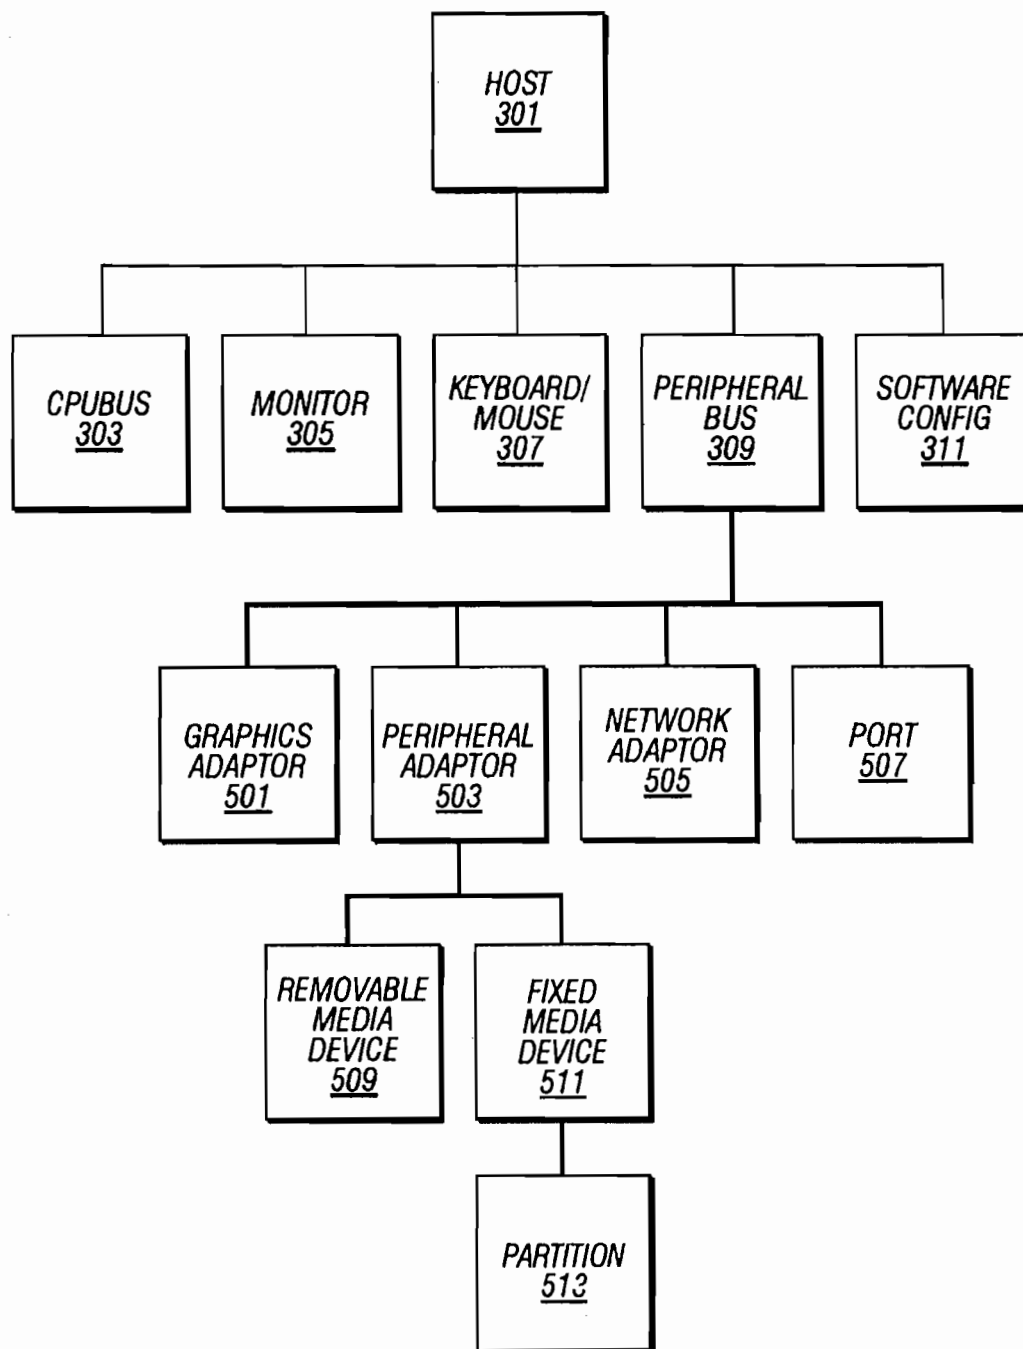 HOST
301
CPUBUS
303
MONITOR
305
KEYBOARD/
MOUSE
307
PERIPHERAL
BUS
309
SOFTWARE
CONFIG
311
GRAPHICS
ADAPTOR
501
PERIPHERAL
ADAPTOR
503
NETWORK
ADAPTOR
505
PORT
507
REMOVABLE
MEDIA
DEVICE
509
FIXED
MEDIA
DEVICE
511
PARTITION
513